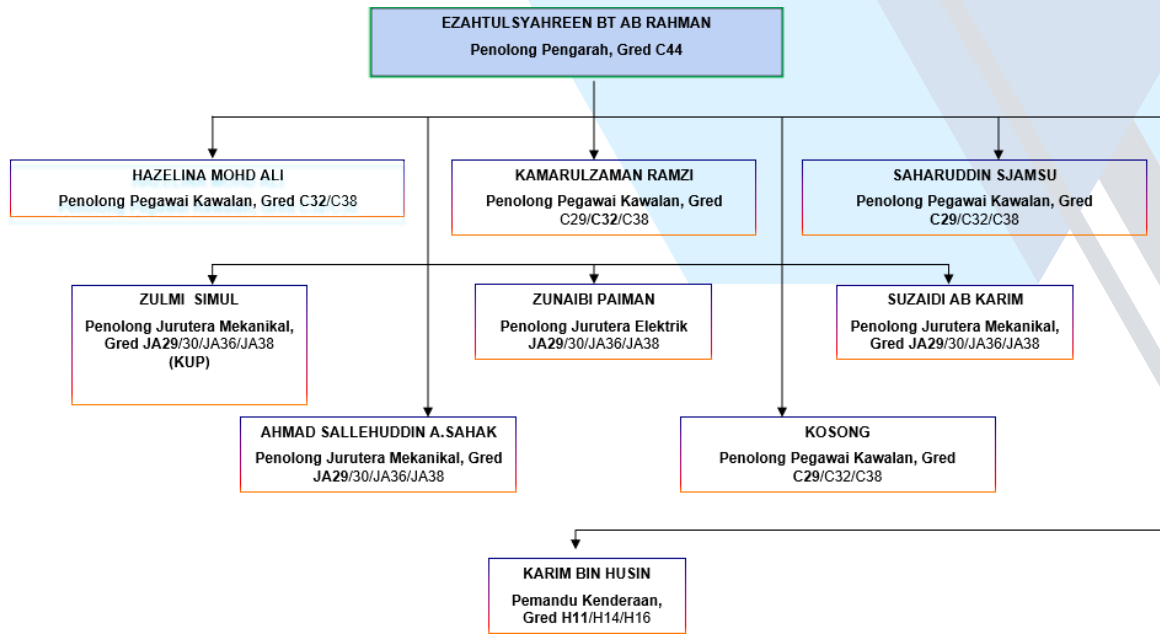 EZAHTULSYAHREEN BT AB RAHMAN
Penolong Pengarah, Gred C44
HAZELINA MOHD ALI
Penolong Pegawai Kawalan, Gred C32/C38
KAMARULZAMAN RAMZI
Penolong Pegawai Kawalan, Gred
C29/C32/C38
SAHARUDDIN SJAMSU
Penolong Pegawai Kawalan, Gred
C29/C32/C38
ZULMI SIMUL
Penolong Jurutera Mekanikal,
Gred JA29/30/JA36/JA38
(KUP)
ZUNAIBI PAIMAN
Penolong Jurutera Elektrik
JA29/30/JA36/JA38
SUZAIDI AB KARIM
Penolong Jurutera Mekanikal,
Gred JA29/30/JA36/JA38
AHMAD SALLEHUDDIN A.SAHAK
Penolong Jurutera Mekanikal, Gred
JA29/30/JA36/JA38
KOSONG
Penolong Pegawai Kawalan, Gred
C29/C32/C38
KARIM BIN HUSIN
Pemandu Kenderaan,
Gred H11/H14/H16